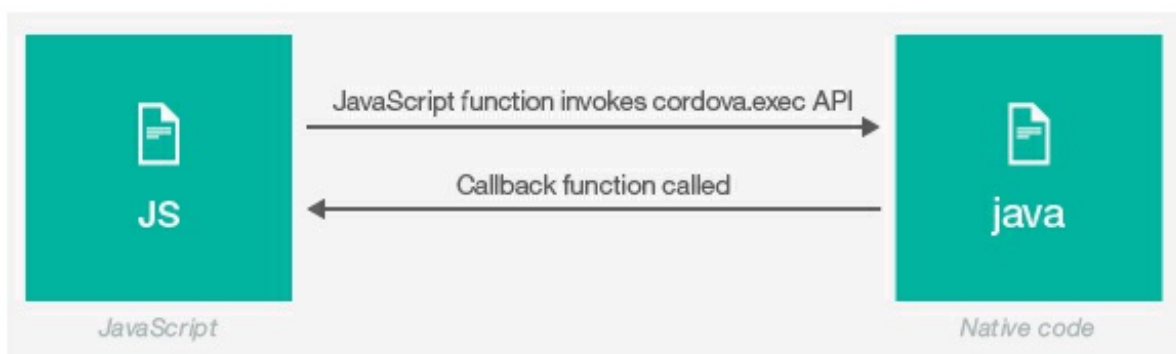 JavaScript function invokes cordova.exec API
Callback function called
JS
java
JavaScript
Native code